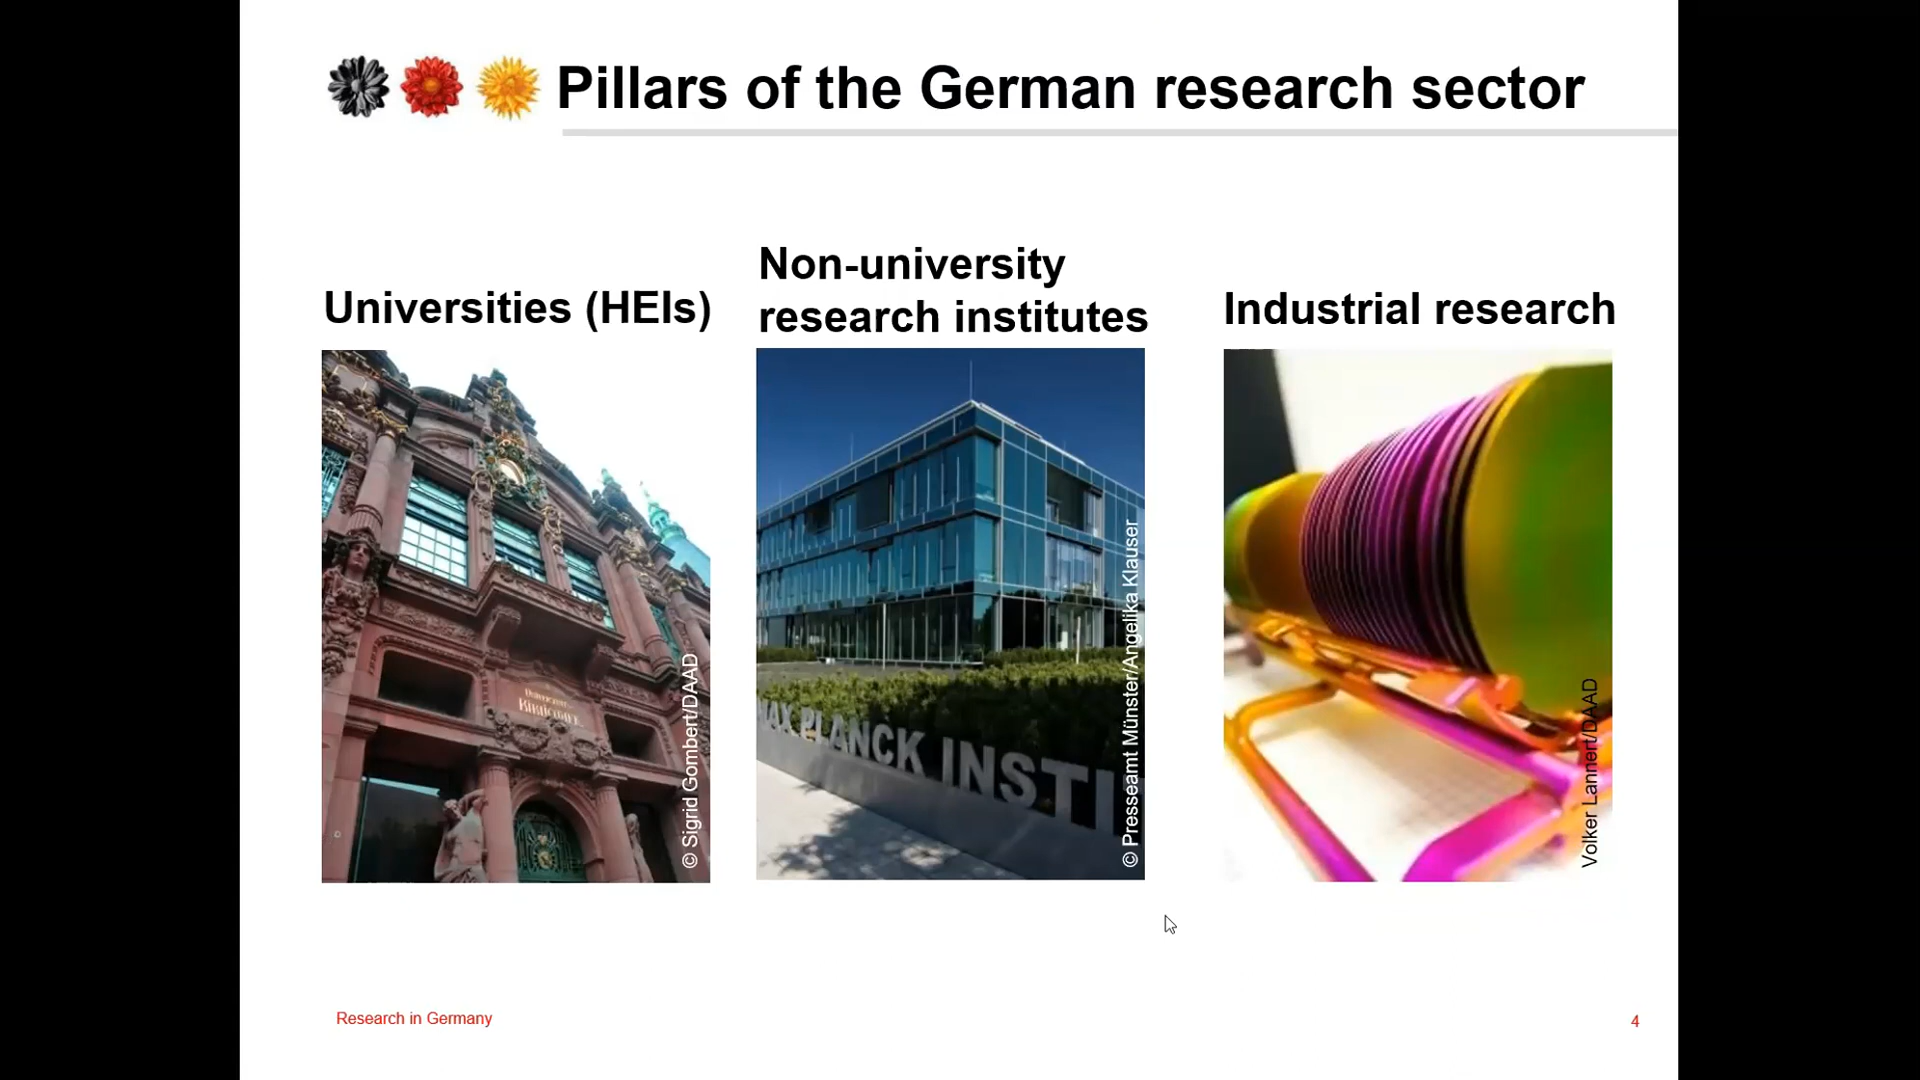 Pillars of the German research sector
Universities (HEIs)
Non-university
research institutes
Industrial research
BIBLIOTHEK
© Sigrid Gombert/DAAD
MAX PLANCK INSTI
© Presseamt Münster/Angelika Klauser
Volker Lannert/DAAD
Research in Germany
4